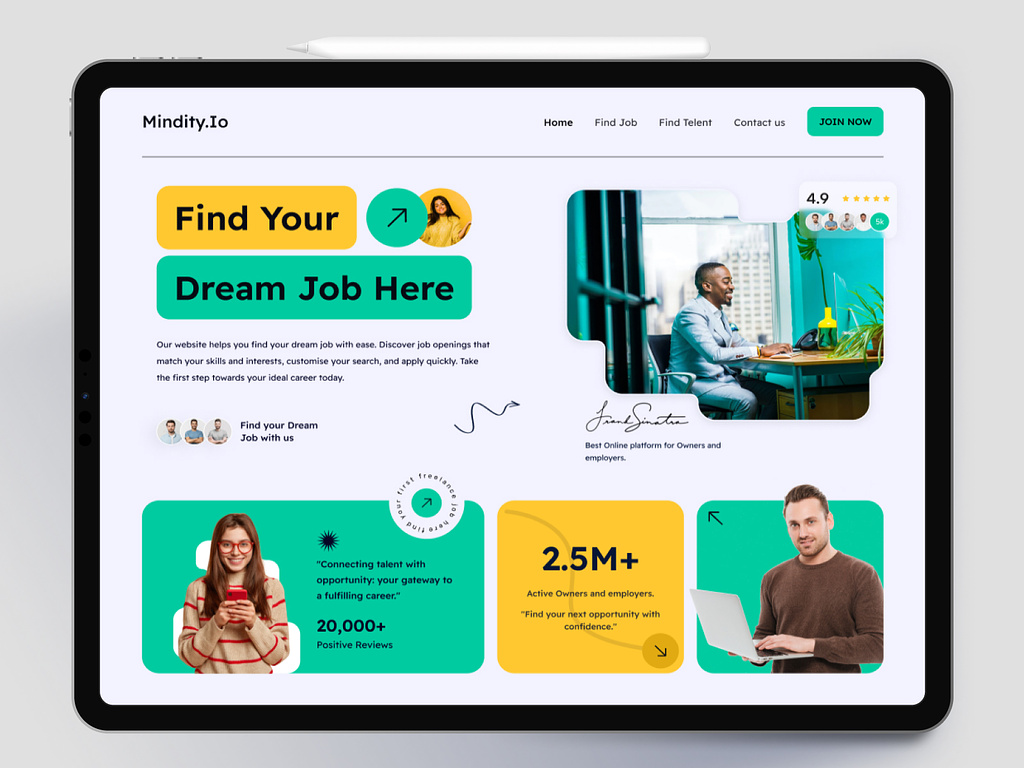 Mindity.Io
Home
Find Job
Find Telent
Contact us
JOIN NOW
Find Your
Dream Job Here
4.9
5k
Our website helps you find your dream job with ease. Discover job openings that
match your skills and interests, customise your search, and apply quickly. Take
the first step towards your ideal career today.
Find your Dream
Job with us
Frank Sinatra
Best Online platform for Owners and
employers.
your first freelance job here find
"Connecting talent with
opportunity: your gateway to
a fulfilling career."
20,000+
Positive Reviews
2.5M+
Active Owners and employers.
"Find your next opportunity with
confidence."